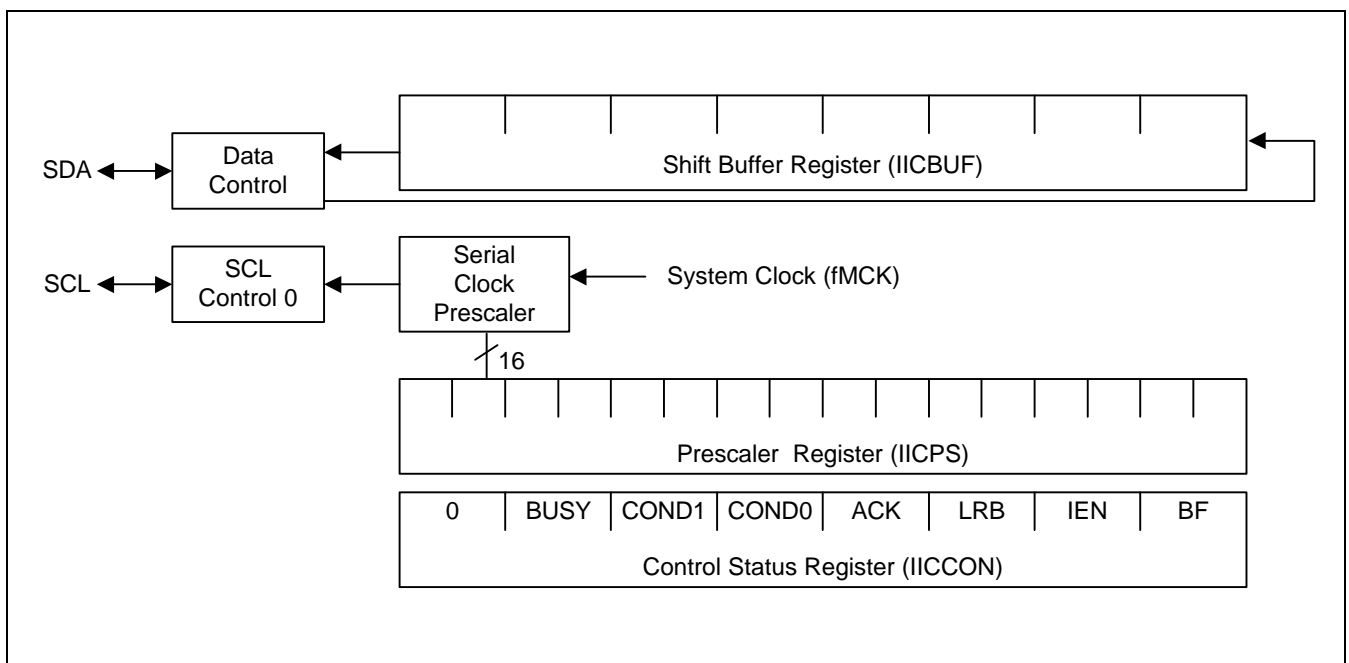 SDA
Data
Control
Shift Buffer Register (IICBUF)
SCL
SCL
Control 0
Serial
Clock
Prescaler
System Clock (fMCK)
16
Prescaler Register (IICPS)
0 BUSY COND1 COND0 ACK LRB IEN BF
Control Status Register (IICCON)